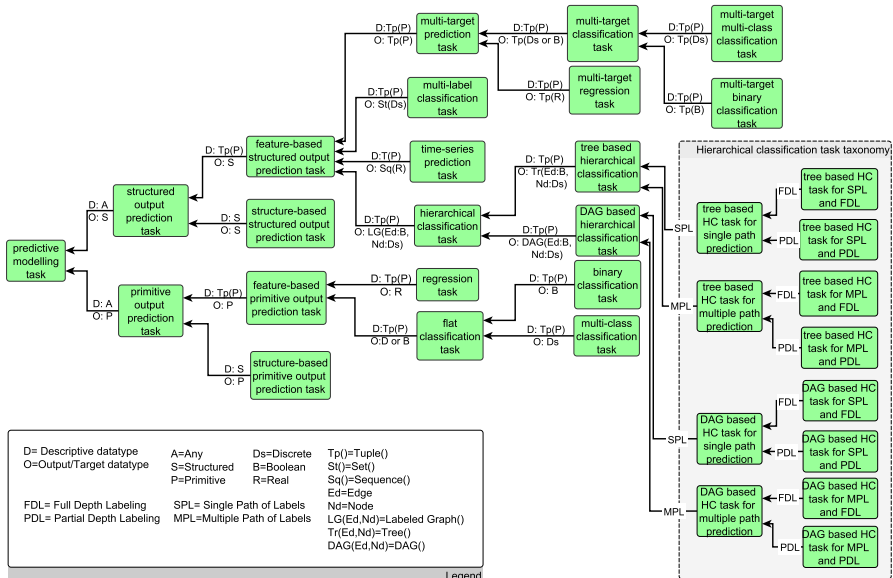 multi-target
prediction
task
D:Tp(P)
O: Tp(P)
multi-target
classification
task
D:Tp(P)
O: Tp(Ds or B)
multi-target
multi-class
classification
task
D:Tp(P)
O: Tp(Ds)
multi-label
classification
task
D:Tp(P)
O: St(Ds)
multi-target
regression
task
D:Tp(P)
O: Tp(R)
multi-target
binary
classification
task
D:Tp(P)
O: Tp(B)
feature-based
structured output
prediction task
D: Tp(P)
O: S
time-series
prediction
task
D:T(P)
O: Sq(R)
tree based
hierarchical
classification
task
D: Tp(P)
O: Tr(Ed:B,
Nd:Ds)
Hierarchical classification task taxonomy
structured
output
prediction
task
D: A
O: S
structure-based
structured output
prediction task
D: S
O: S
hierarchical
classification
task
D:Tp(P)
O: LG(Ed:B,
Nd:Ds)
DAG based
hierarchical
classification
task
D:Tp(P)
O: DAG(Ed:B,
Nd:Ds)
SPL
tree based
HC task for
single path
prediction
FDL
tree based HC
task for SPL
and FDL
PDL
tree based HC
task for SPL
and PDL
predictive
modelling
task
primitive
output
prediction
task
D: A
O: P
feature-based
primitive output
prediction task
D: Tp(P)
O: P
regression
task
D: Tp(P)
O: R
binary
classification
task
D: Tp(P)
O: B
MPL
tree based
HC task for
multiple path
prediction
FDL
tree based HC
task for MPL
and FDL
PDL
tree based HC
task for MPL
and PDL
flat
classification
task
D:Tp(P)
O:D or B
multi-class
classification
task
D: Tp(P)
O: Ds
structure-based
primitive output
prediction task
D: S
O: P
SPL
DAG based
HC task for
single path
prediction
FDL
DAG based HC
task for SPL
and FDL
PDL
DAG based HC
task for SPL
and PDL
MPL
DAG based
HC task for
multiple path
prediction
FDL
DAG based HC
task for MPL
and FDL
PDL
DAG based HC
task for MPL
and PDL
D= Descriptive datatype
O=Output/Target datatype
A=Any
S=Structured
P=Primitive
Ds=Discrete
B=Boolean
R=Real
Tp()=Tuple()
St()=Set()
Sq()=Sequence()
Ed=Edge
Nd=Node
LG(Ed,Nd)=Labeled Graph()
Tr(Ed,Nd)=Tree()
DAG(Ed,Nd)=DAG()
FDL= Full Depth Labeling
PDL= Partial Depth Labeling
SPL= Single Path of Labels
MPL=Multiple Path of Labels
Legend